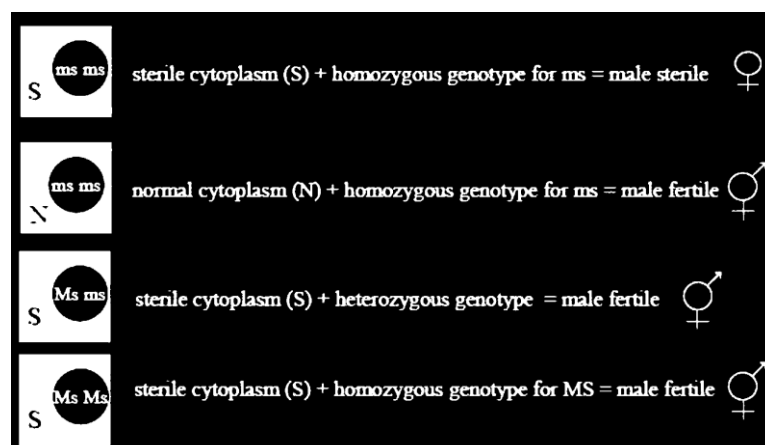 ms ms
S
sterile cytoplasm (S) + homozygous genotype for ms = male sterile
ms ms
N
normal cytoplasm (N) + homozygous genotype for ms = male fertile
Ms ms
S
sterile cytoplasm (S) + heterozygous genotype = male fertile
Ms Ms
S
sterile cytoplasm (S) + homozygous genotype for MS = male fertile